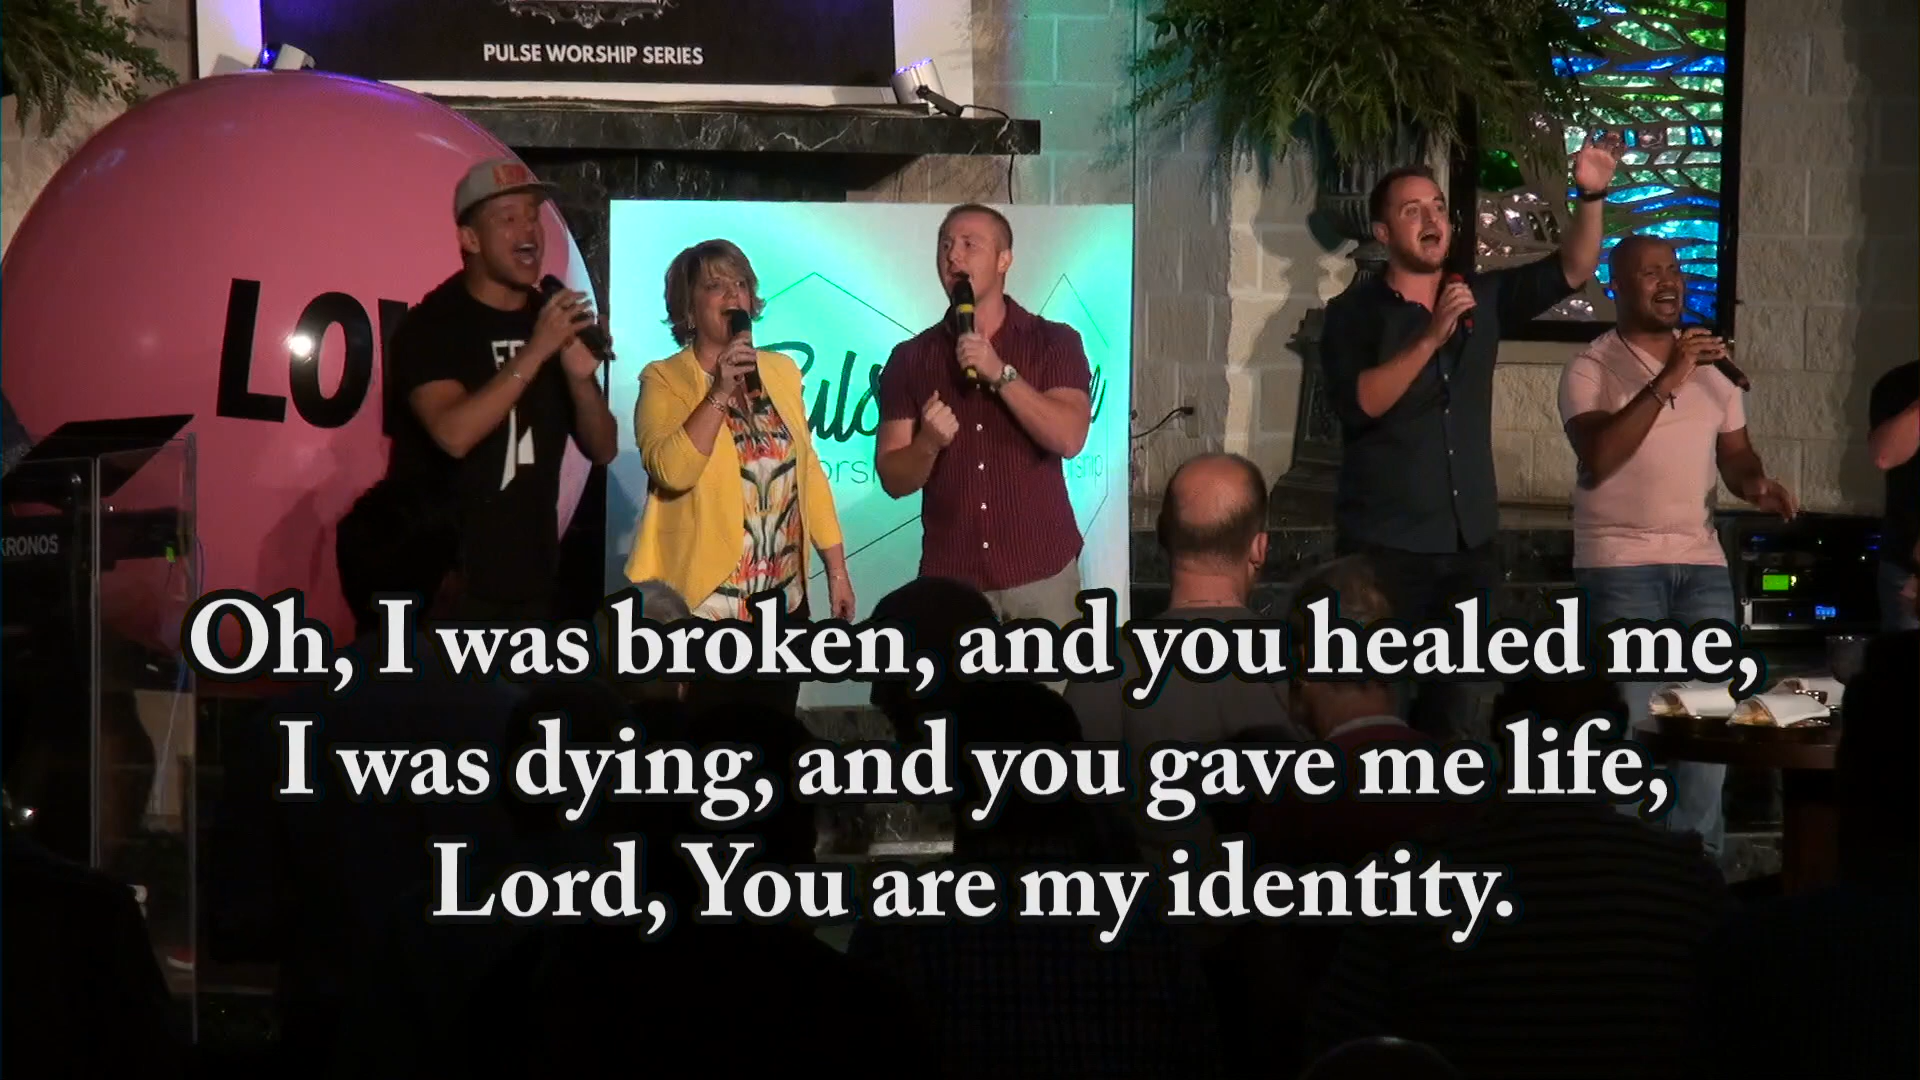 PULSE WORSHIP SERIES
LOV
KRONOS
Oh, I was broken, and you healed me,
I was dying, and you gave me life,
Lord, You are my identity.